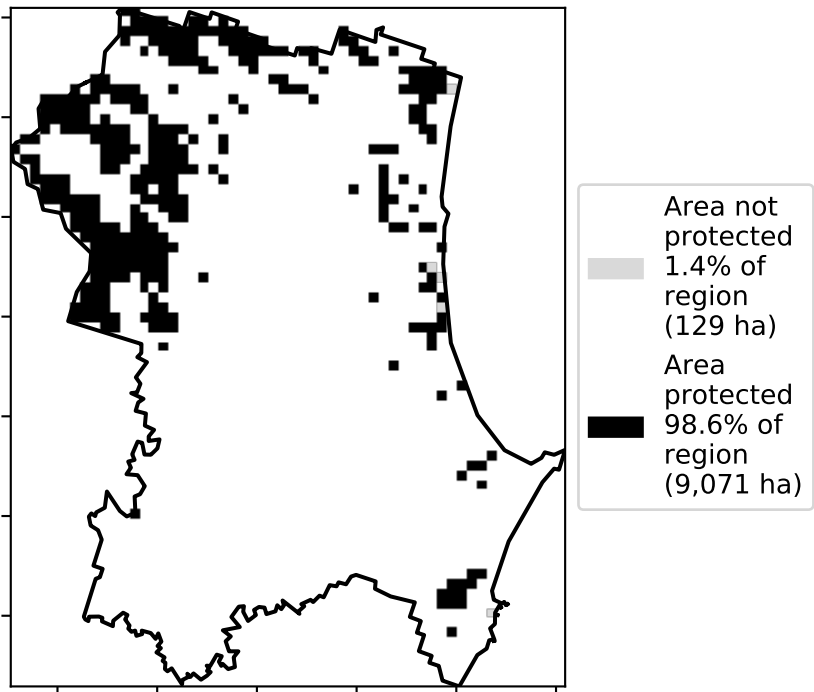 Area not
protected
1.4% of
region
(129 ha)
Area
protected
98.6% of
region
(9,071 ha)